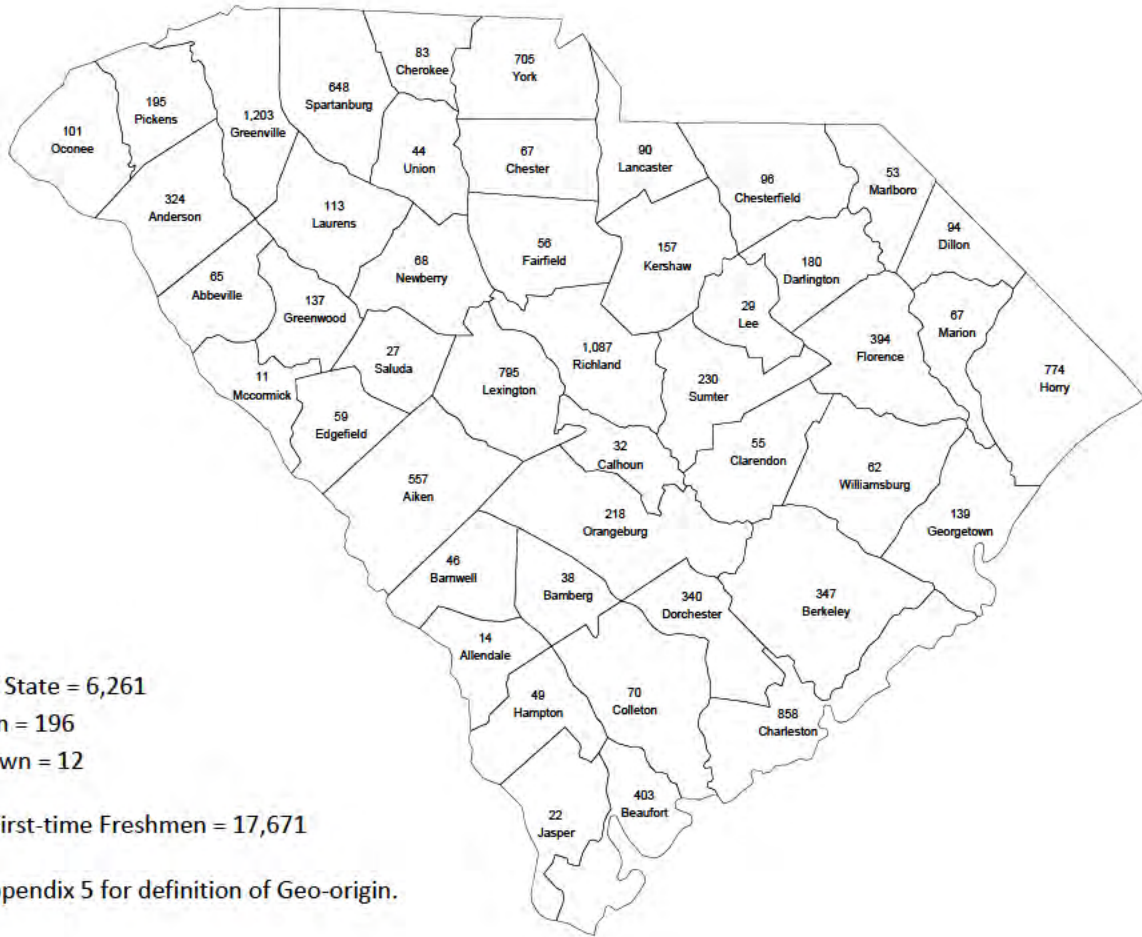 83
Cherokee
705
York
648
Spartanburg
195
Pickens
1,203
Greenville
101
Oconee
44
Union
67
Chester
90
Lancaster
96
Chesterfield
53
Marlboro
324
Anderson
113
Laurens
94
Dillon
56
Fairfield
157
Kershaw
180
Darlington
68
Newberry
65
Abbeville
137
Greenwood
29
Lee
67
Marion
394
Florence
1,087
Richland
27
Saluda
795
Lexington
774
Horry
11
Mccormick
230
Sumter
59
Edgefield
32
Calhoun
55
Clarendon
62
Williamsburg
557
Aiken
218
Orangeburg
139
Georgetown
46
Barnwell
38
Bamberg
340
Dorchester
347
Berkeley
14
Allendale
49
Hampton
70
Colleton
858
Charleston
403
Beaufort
22
Jasper
State = 6,261
= 196
= 12
First-time Freshmen = 17,671
5 for definition of Geo-origin.